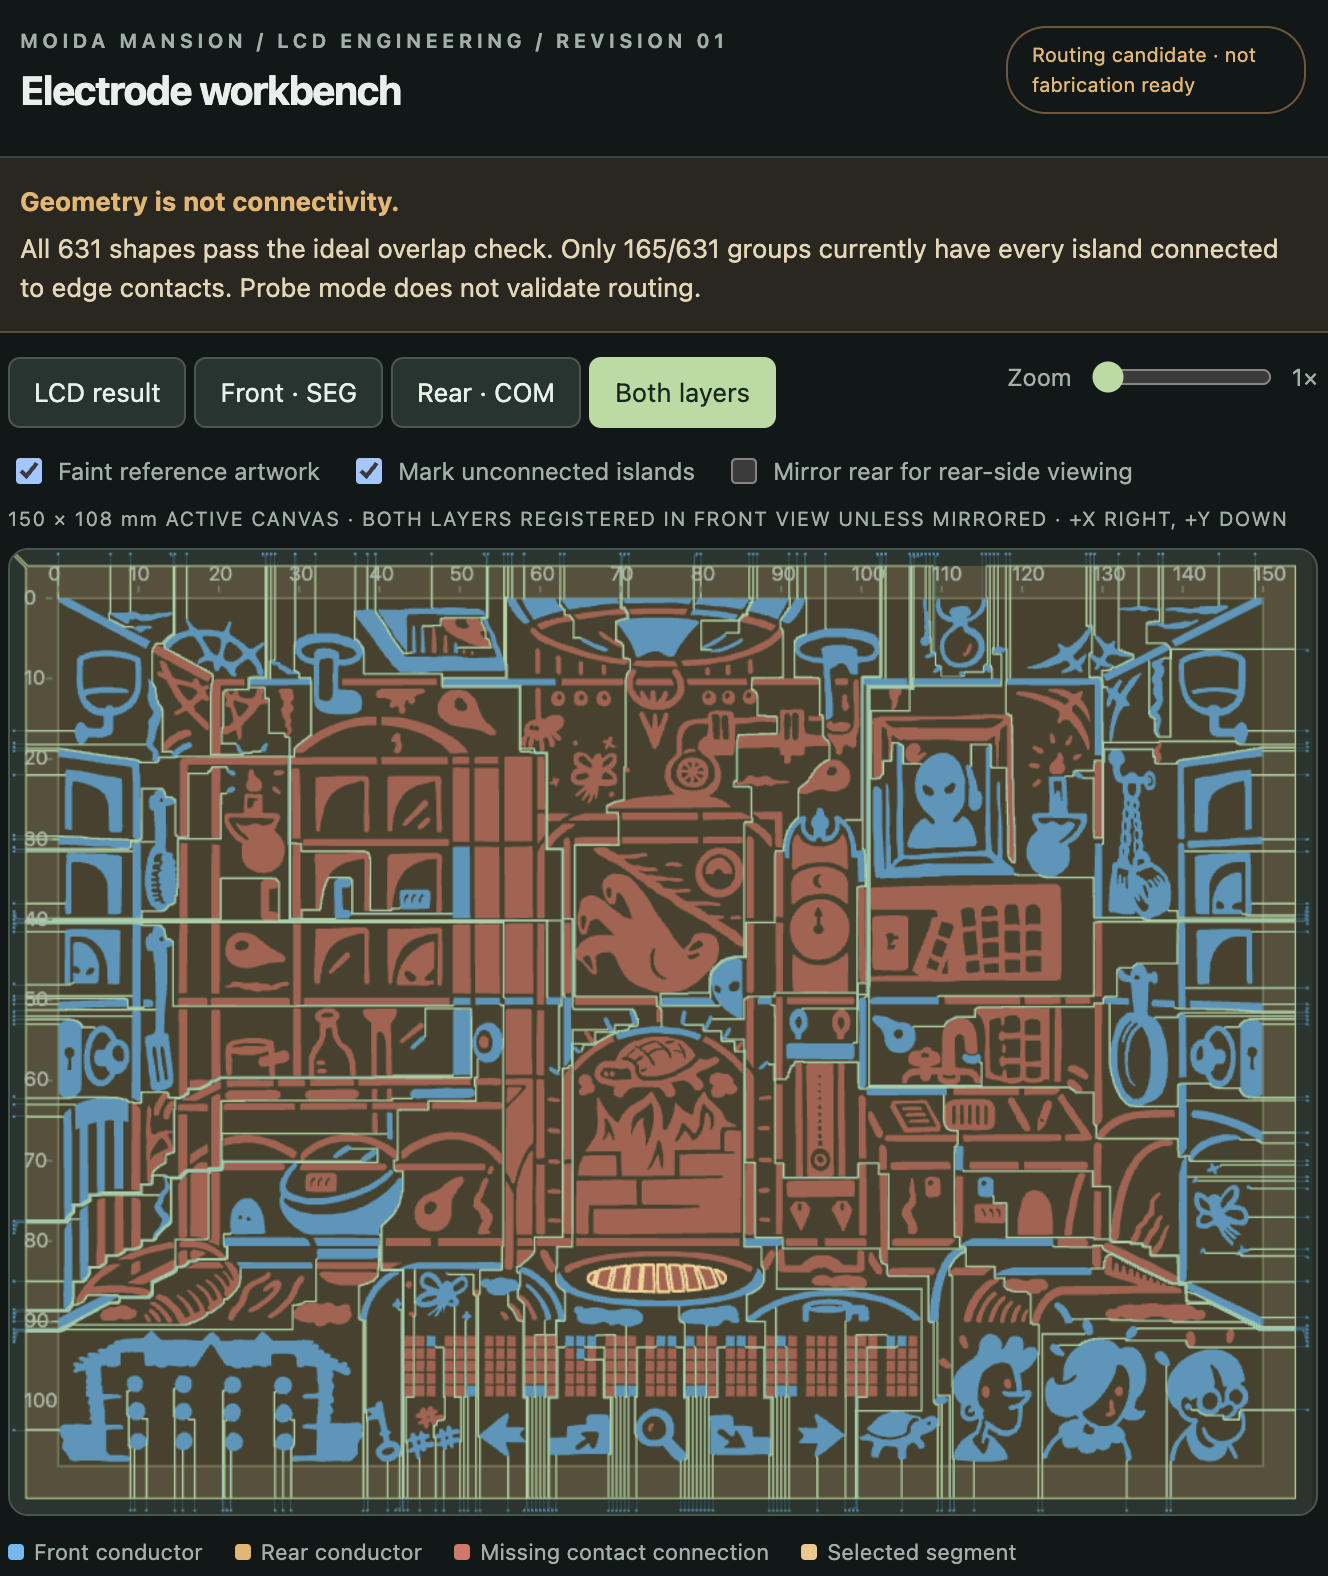 MOIDA MANSION / LCD ENGINEERING / REVISION 01
Electrode workbench
Routing candidate · not
fabrication ready
Geometry is not connectivity.
All 631 shapes pass the ideal overlap check. Only 165/631 groups currently have every island connected
to edge contacts. Probe mode does not validate routing.
LCD result
Front · SEG
Rear · COM
Both layers
Zoom
1×
Faint reference artwork
Mark unconnected islands
Mirror rear for rear-side viewing
150 × 108 mm ACTIVE CANVAS · BOTH LAYERS REGISTERED IN FRONT VIEW UNLESS MIRRORED · +X RIGHT, +Y DOWN
0 10 20 30 40 50 60 70 80 90 100 110 120 130 140 150
0
10
20
30
40
50
60
70
80
90
100
Front conductor
Rear conductor
Missing contact connection
Selected segment